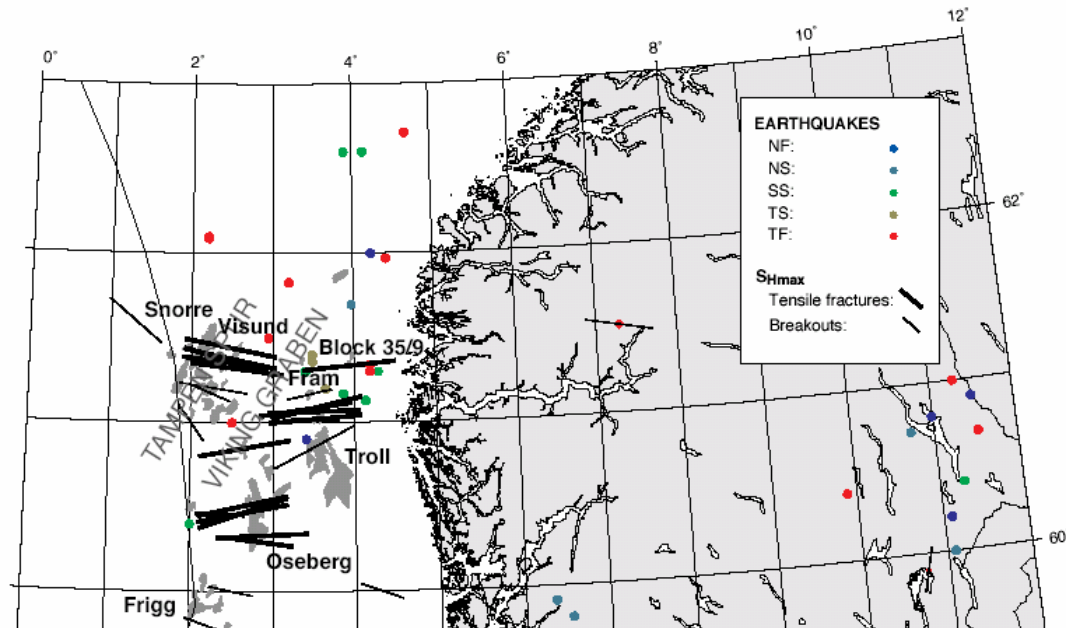 0°
2°
4°
6°
8°
10°
12°
EARTHQUAKES
NF:
NS:
SS:
TS:
TF:
SHmax
Tensile fractures:
Breakouts:
62°
60
Snorre
Visund
Block 35/9
Fram
TAMPEN SPUR
VIKING GRABEN
Troll
Oseberg
Frigg